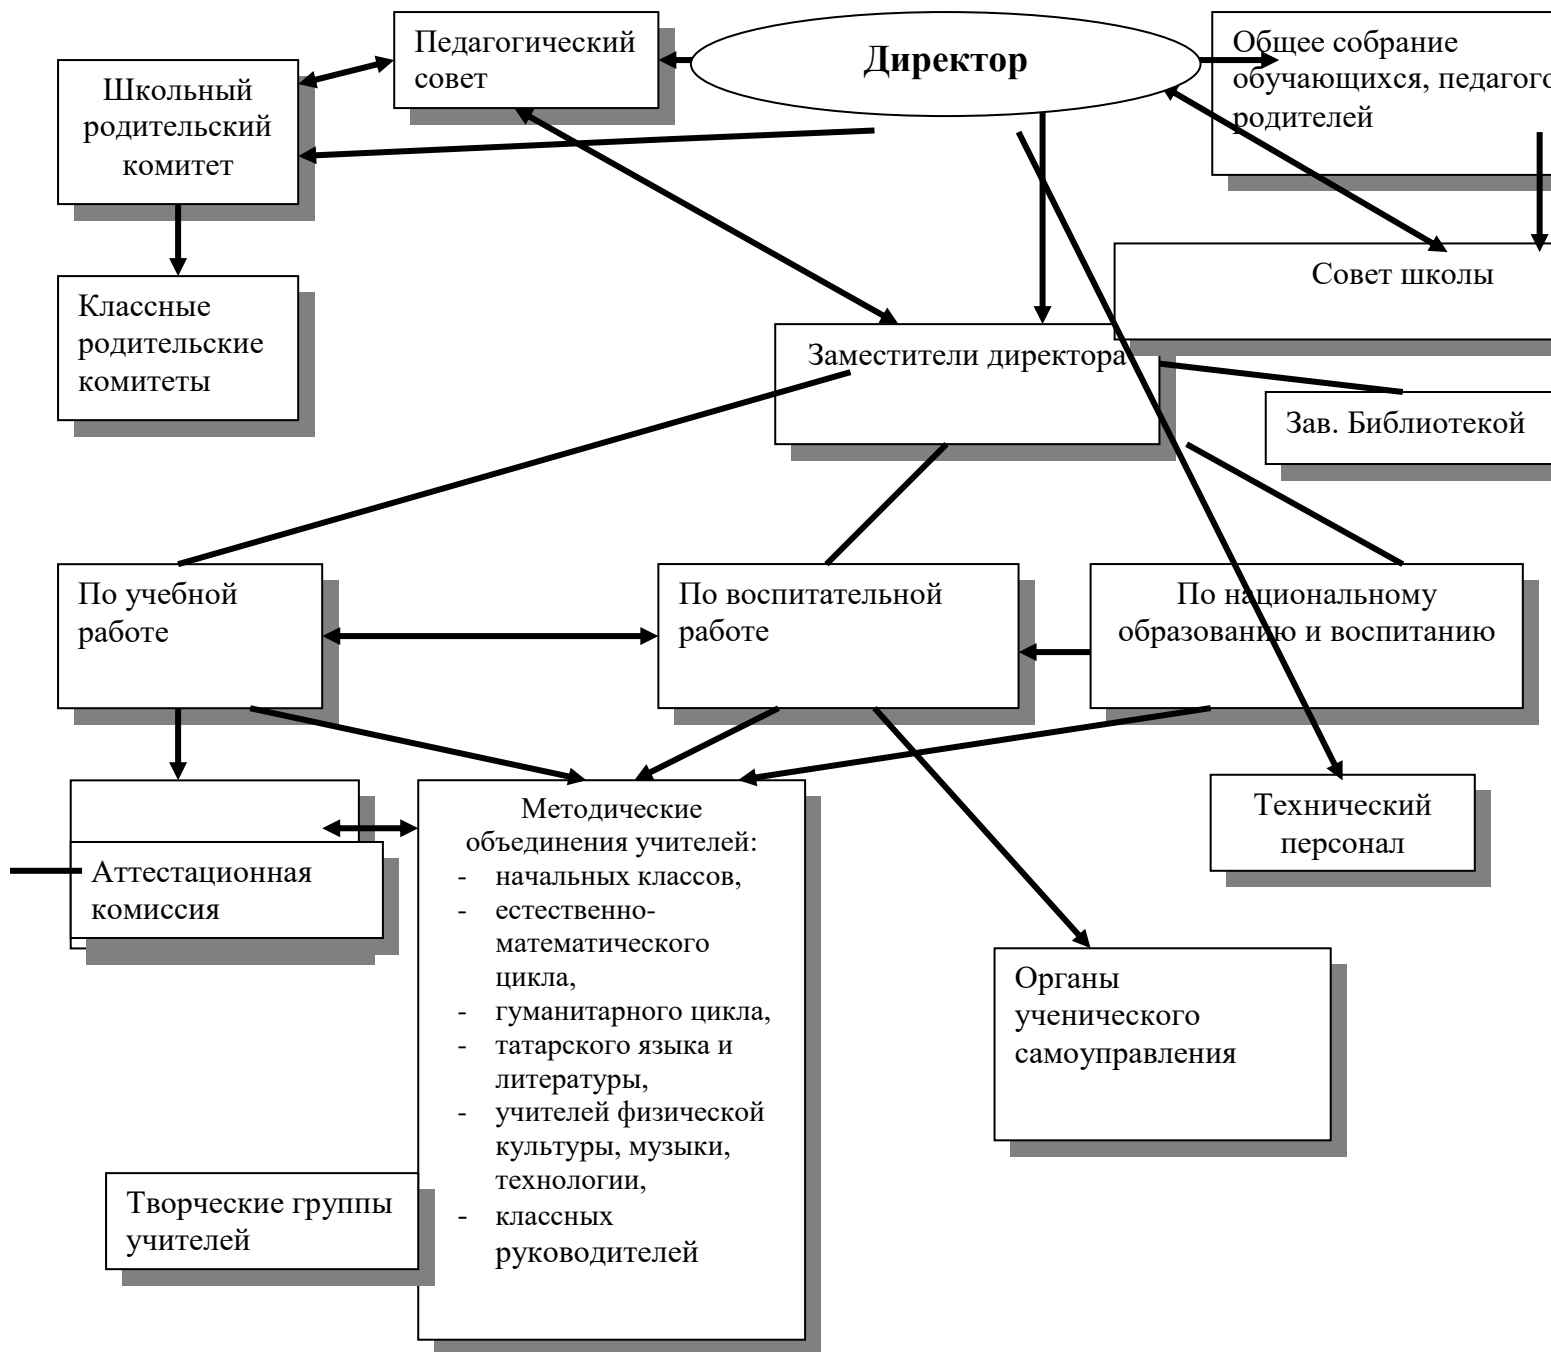 Педагогический
совет
Директор
Общее собрание
обучающихся, педагого
родителей
Школьный
родительский
комитет
Совет школы
Классные
родительские
комитеты
Заместители директора
Зав. Библиотекой
По учебной
работе
По воспитательной
работе
По национальному
образованию и воспитанию
Методические
объединения учителей:
- начальных классов,
- естественно-
математического
цикла,
- гуманитарного цикла,
- татарского языка и
литературы,
- учителей физической
культуры, музыки,
технологии,
- классных
руководителей
Технический
персонал
Аттестационная
комиссия
Органы
ученического
самоуправления
Творческие группы
учителей